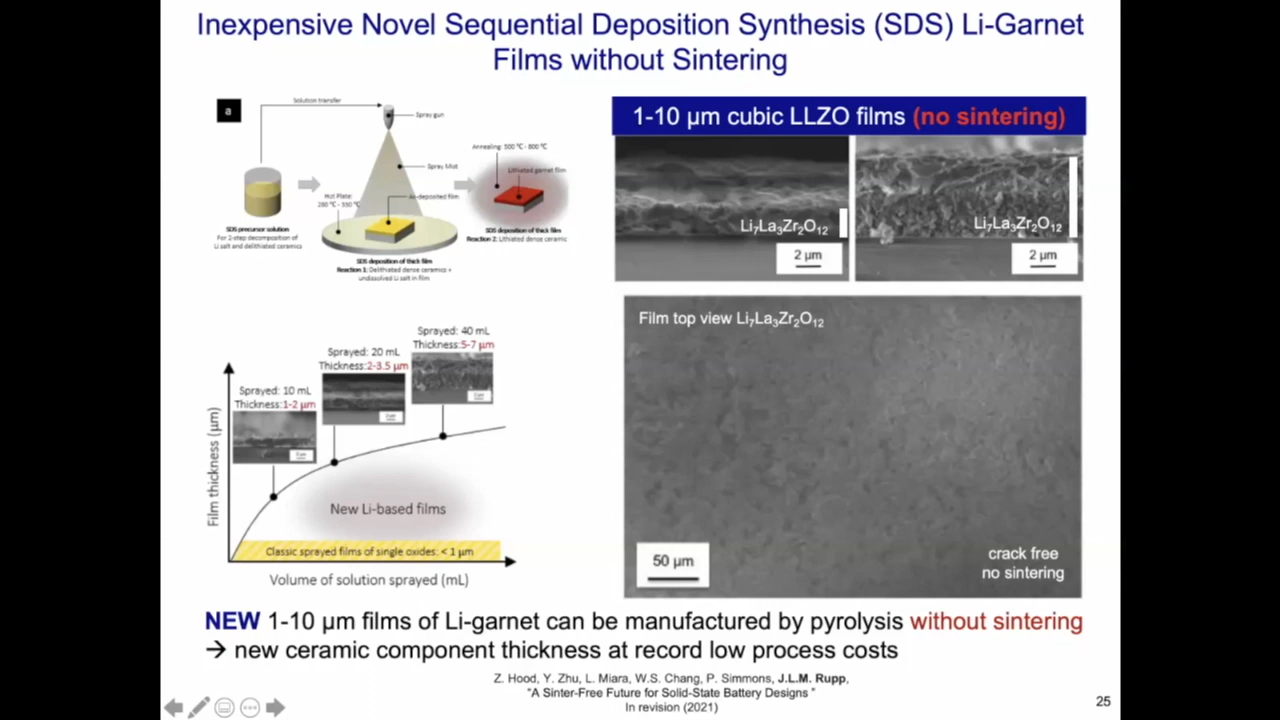 Inexpensive Novel Sequential Deposition Synthesis (SDS) Li-Garnet
Films without Sintering
a
Solution transfer
Spray gun
Annealing: 500 °C - 800 °C
Spray Mist
Lithiated garnet film
Hot Plate:
As-deposited film
SDS precursor solution
For 2-step decomposition of
Li salt and delithiated ceramics
SDS deposition of thick film
Reaction 1: Delithiated dense ceramics +
undissolved Li salt in film
SDS deposition of thick film
Reaction 2: Lithiated dense ceramic
1-10 µm cubic LLZO films (no sintering)
Li₇La₃Zr₂O₁₂
2 µm
Li₇La₃Zr₂O₁₂
2 µm
Film top view Li₇La₃Zr₂O₁₂
50 µm
crack free
no sintering
Sprayed: 40 mL
Thickness:5-7 µm
Sprayed: 20 mL
Thickness:2-3.5 µm
Sprayed: 10 mL
Thickness:1-2 µm
Film thickness (µm)
New Li-based films
Classic sprayed films of single oxides: < 1 µm
Volume of solution sprayed (mL)
NEW 1-10 µm films of Li-garnet can be manufactured by pyrolysis without sintering
→ new ceramic component thickness at record low process costs
Z. Hood, Y. Zhu, L. Miara, W.S. Chang, P. Simmons, J.L.M. Rupp,
"A Sinter-Free Future for Solid-State Battery Designs "
In revision (2021)
25